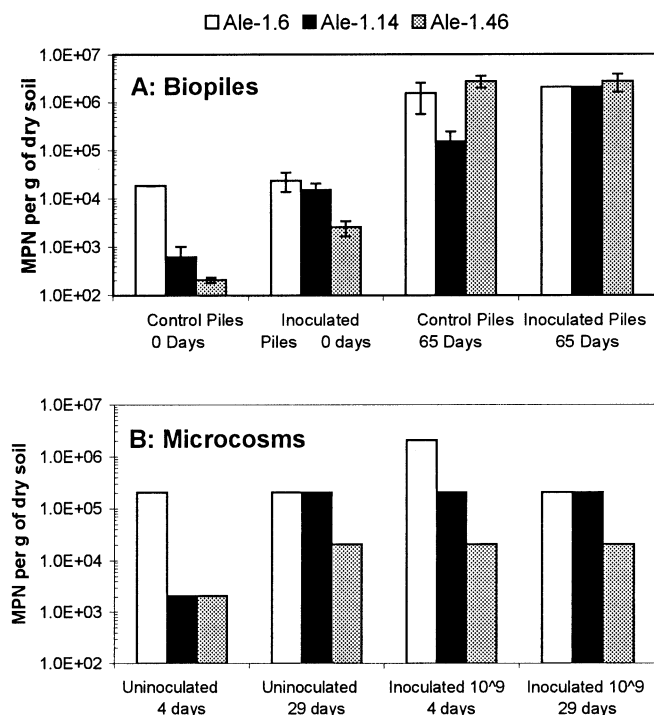 Ale-1.6 Ale-1.14 Ale-1.46
A: Biopiles
MPN per g of dry soil
1.0E+07
1.0E+06
1.0E+05
1.0E+04
1.0E+03
1.0E+02
Control Piles Inoculated Control Piles Inoculated Piles
0 Days Piles 0 days 65 Days 65 Days
B: Microcosms
MPN per g of dry soil
1.0E+07
1.0E+06
1.0E+05
1.0E+04
1.0E+03
1.0E+02
Uninoculated Uninoculated Inoculated 10^9 Inoculated 10^9
4 days 29 days 4 days 29 days